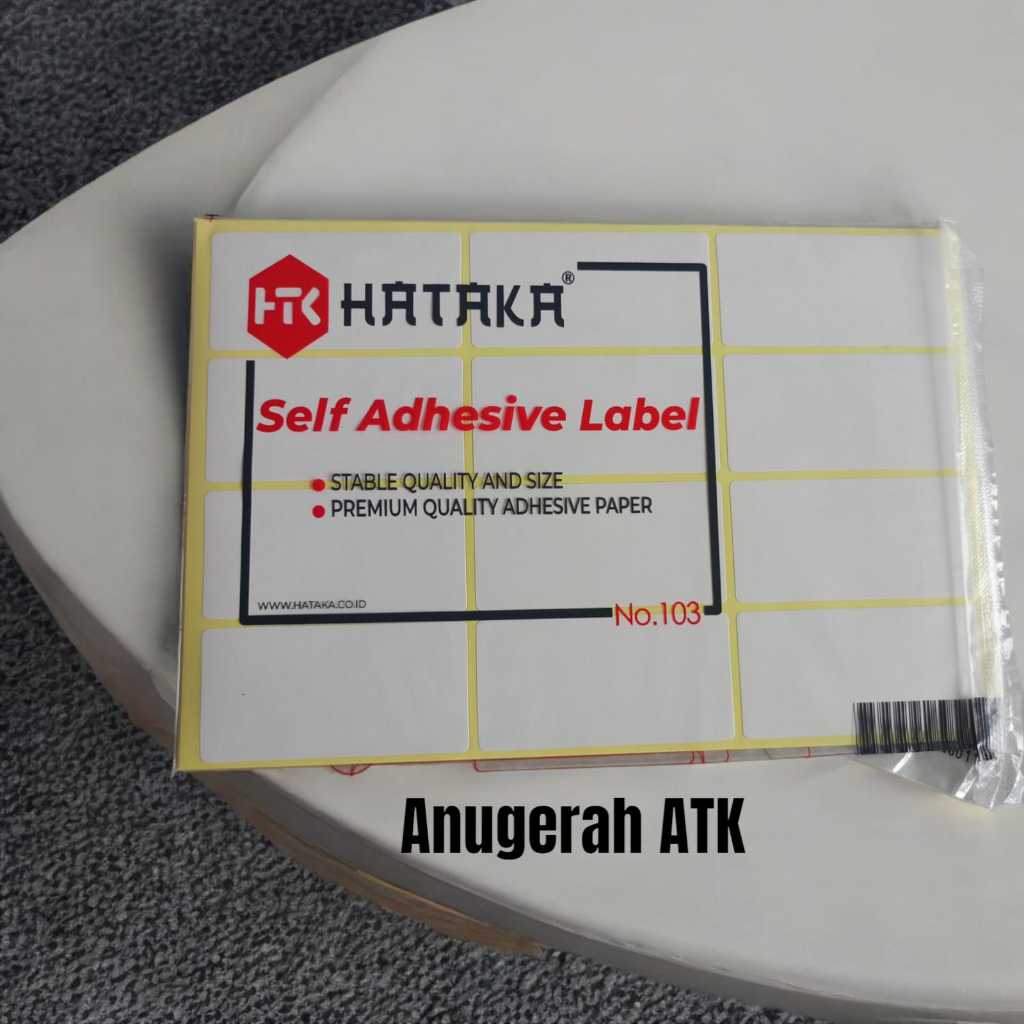 HTK HATAKA®
Self Adhesive Label
STABLE QUALITY AND SIZE
PREMIUM QUALITY ADHESIVE PAPER
WWW.HATAKA.CO.ID
No.103
Anugerah ATK